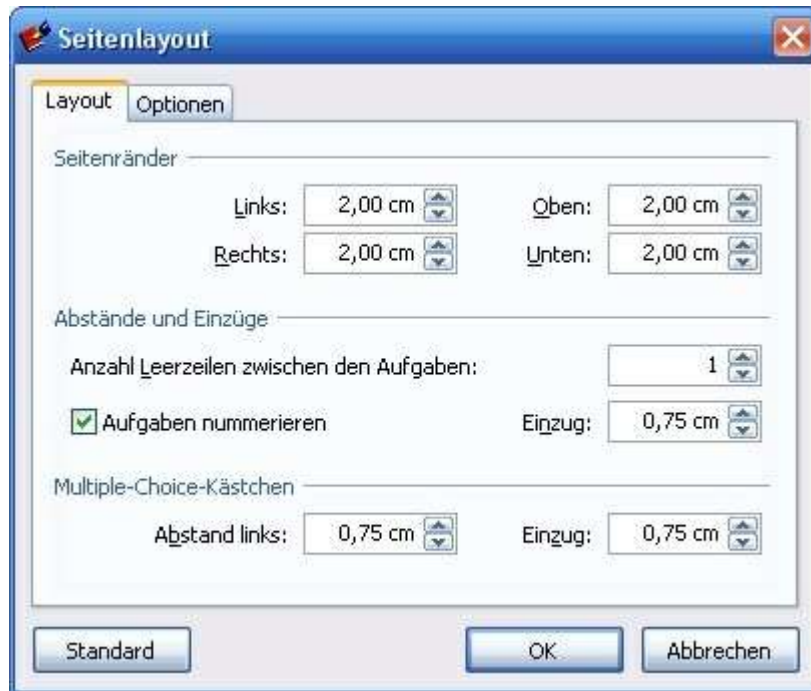 Seitenlayout
Layout Optionen
Seitenränder
Links: 2,00 cm Oben: 2,00 cm
Rechts: 2,00 cm Unten: 2,00 cm
Abstände und Einzüge
Anzahl Leerzeilen zwischen den Aufgaben: 1
Aufgaben nummerieren Einzug: 0,75 cm
Multiple-Choice-Kästchen
Abstand links: 0,75 cm Einzug: 0,75 cm
Standard OK Abbrechen